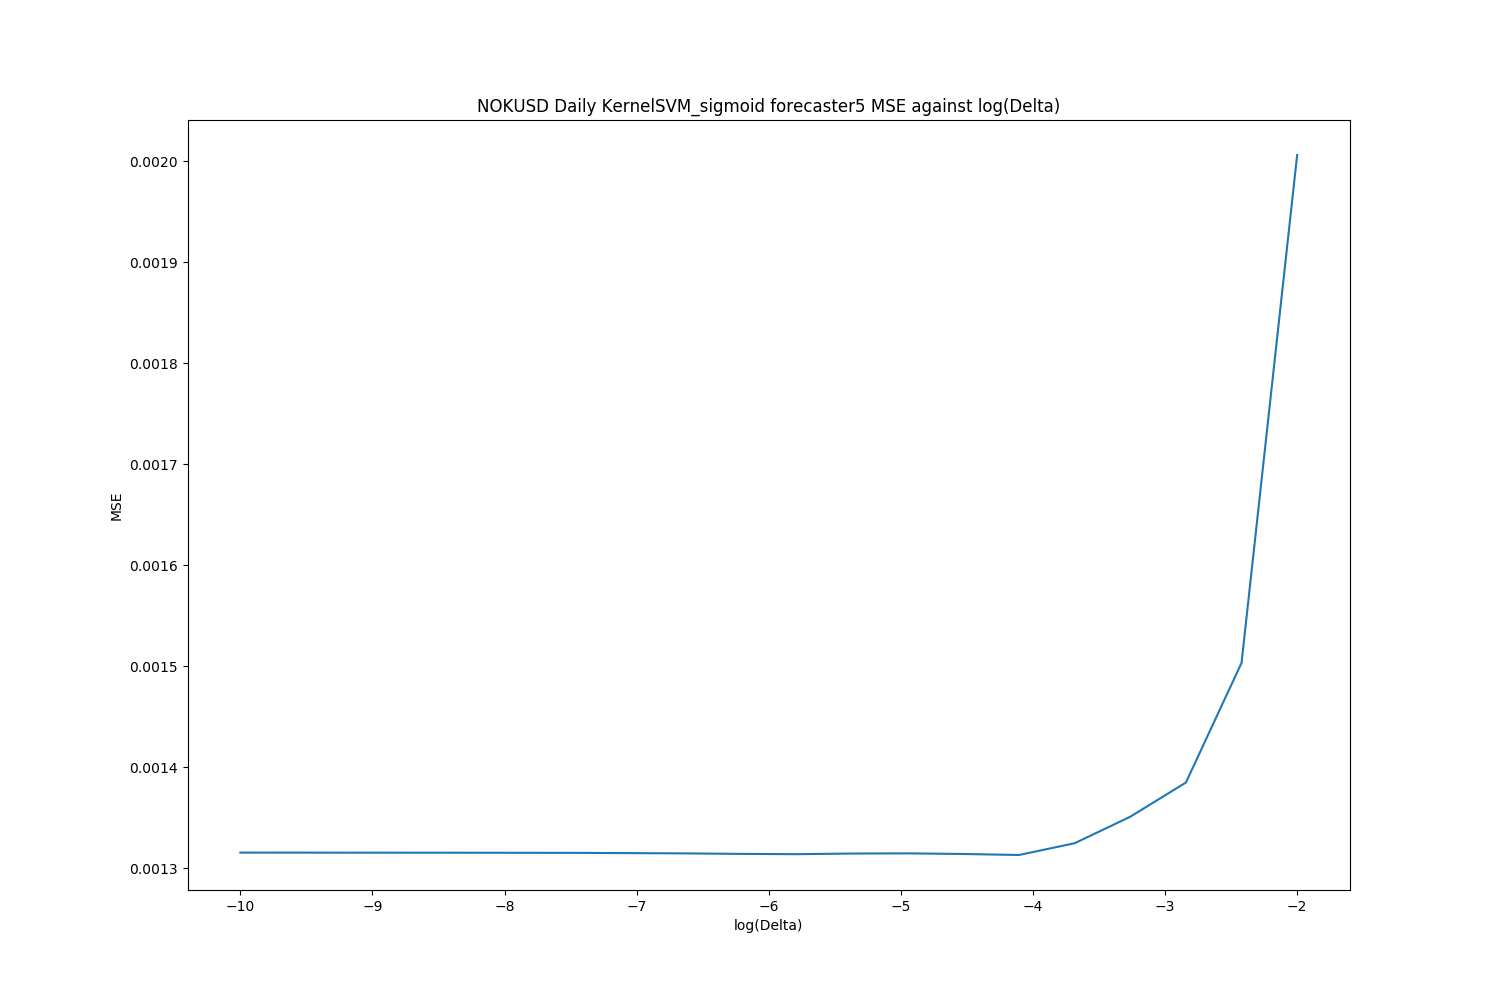 NOKUSD Daily KernelSVM_sigmoid forecaster5 MSE against log(Delta)
0.0020
0.0019
0.0018
0.0017
0.0016
0.0015
0.0014
0.0013
MSE
−10 −9 −8 −7 −6 −5 −4 −3 −2
log(Delta)